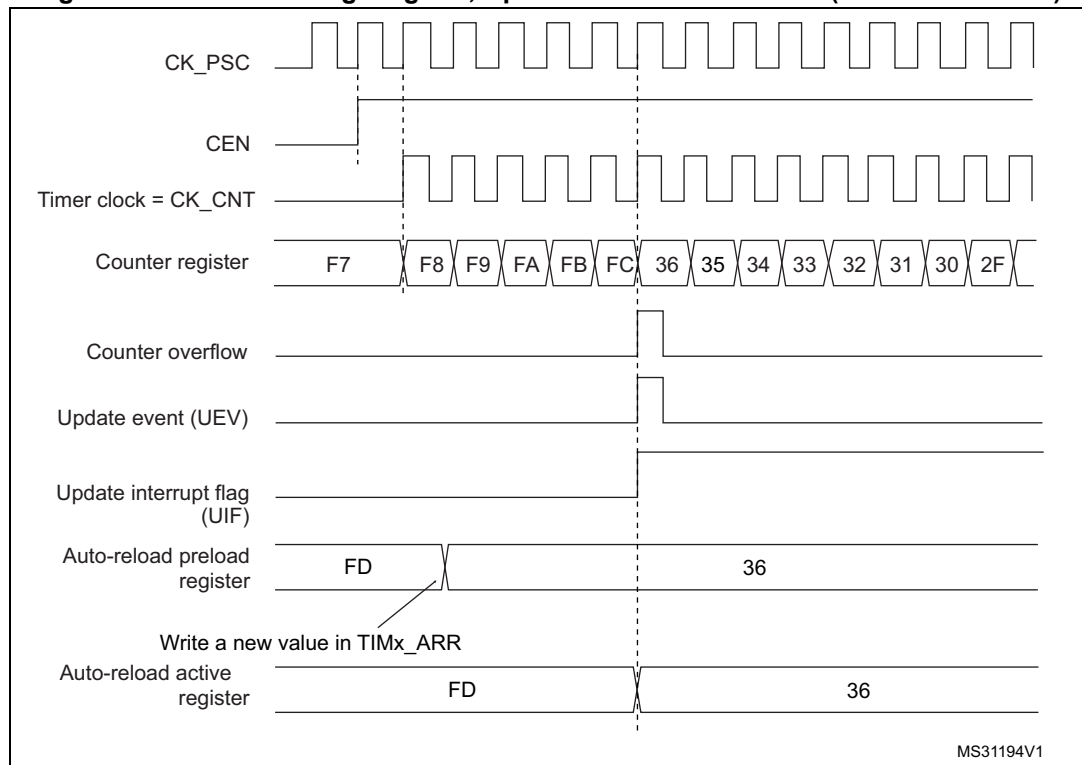 CK_PSC
CEN
Timer clock = CK_CNT
Counter register
F7 F8 F9 FA FB FC 36 35 34 33 32 31 30 2F
Counter overflow
Update event (UEV)
Update interrupt flag
(UIF)
Auto-reload preload
register
FD 36
Write a new value in TIMx_ARR
Auto-reload active
register
FD 36
MS31194V1